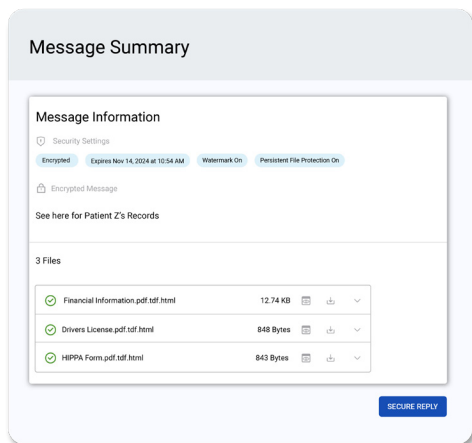 Message Summary
Message Information
Security Settings
Encrypted Expires Nov 14, 2024 at 10:54 AM Watermark On Persistent File Protection On
Encrypted Message
See here for Patient Z's Records
3 Files
Financial Information.pdf.tdf.html 12.74 KB
Drivers License.pdf.tdf.html 848 Bytes
HIPPA Form.pdf.tdf.html 843 Bytes
SECURE REPLY